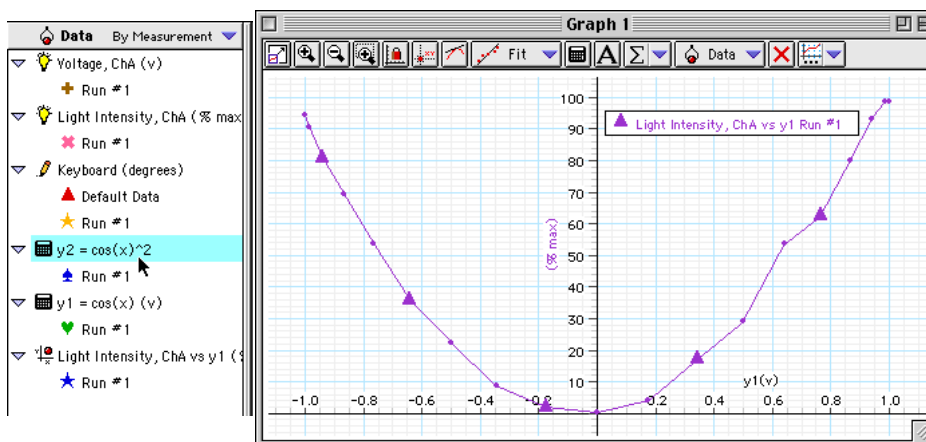 Data By Measurement
Voltage, ChA (v)
Run #1
Light Intensity, ChA (% max
Run #1
Keyboard (degrees)
Default Data
Run #1
y2 = cos(x)^2
Run #1
y1 = cos(x) (v)
Run #1
Light Intensity, ChA vs y1 (
Run #1
Graph 1
Fit A Σ Data
Light Intensity, ChA vs y1 Run #1
100
90
80
70
60
50
40
30
20
10
(% max)
y1(v)
-1.0 -0.8 -0.6 -0.4 -0.2 0.0 0.2 0.4 0.6 0.8 1.0